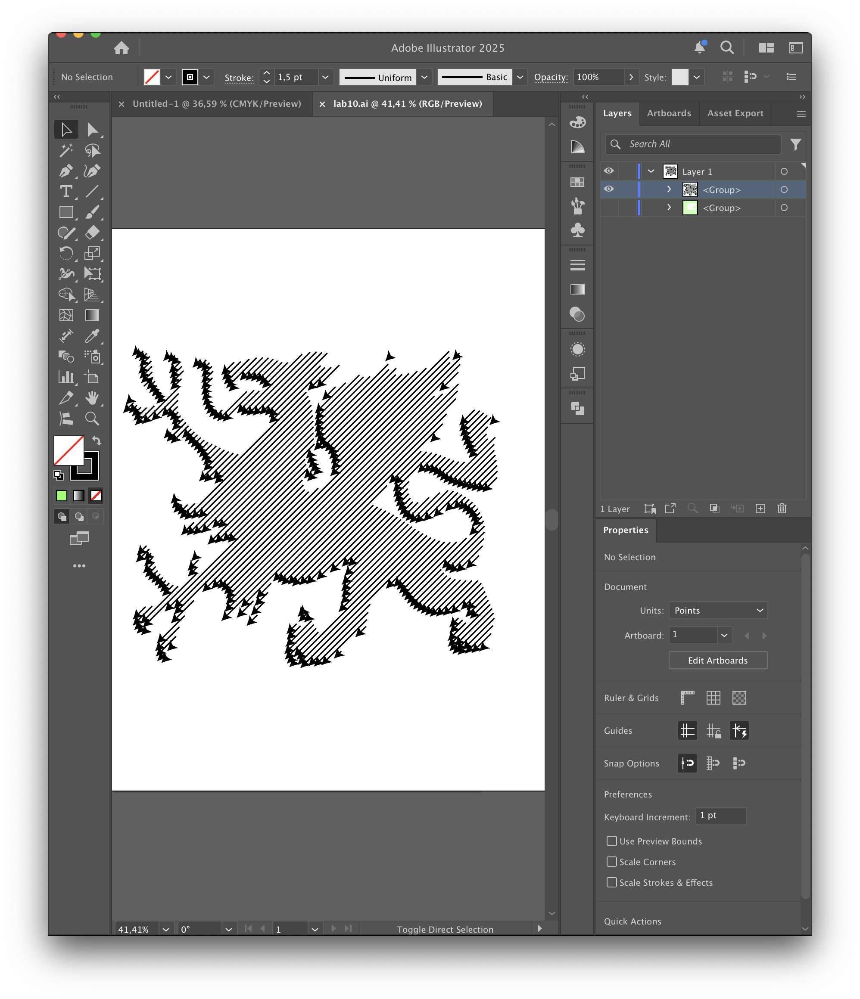 Adobe Illustrator 2025
No Selection
Stroke:
1,5 pt
Uniform
Basic
Opacity:
100%
Style:
Untitled-1 @ 36,59 % (CMYK/Preview)
lab10.ai @ 41,41 % (RGB/Preview)
Layers
Artboards
Asset Export
Search All
Layer 1
<Group>
<Group>
1 Layer
Properties
No Selection
Document
Units:
Points
Artboard:
1
Edit Artboards
Ruler & Grids
Guides
Snap Options
Preferences
Keyboard Increment:
1 pt
Use Preview Bounds
Scale Corners
Scale Strokes & Effects
Quick Actions
41,41%
0°
1
Toggle Direct Selection